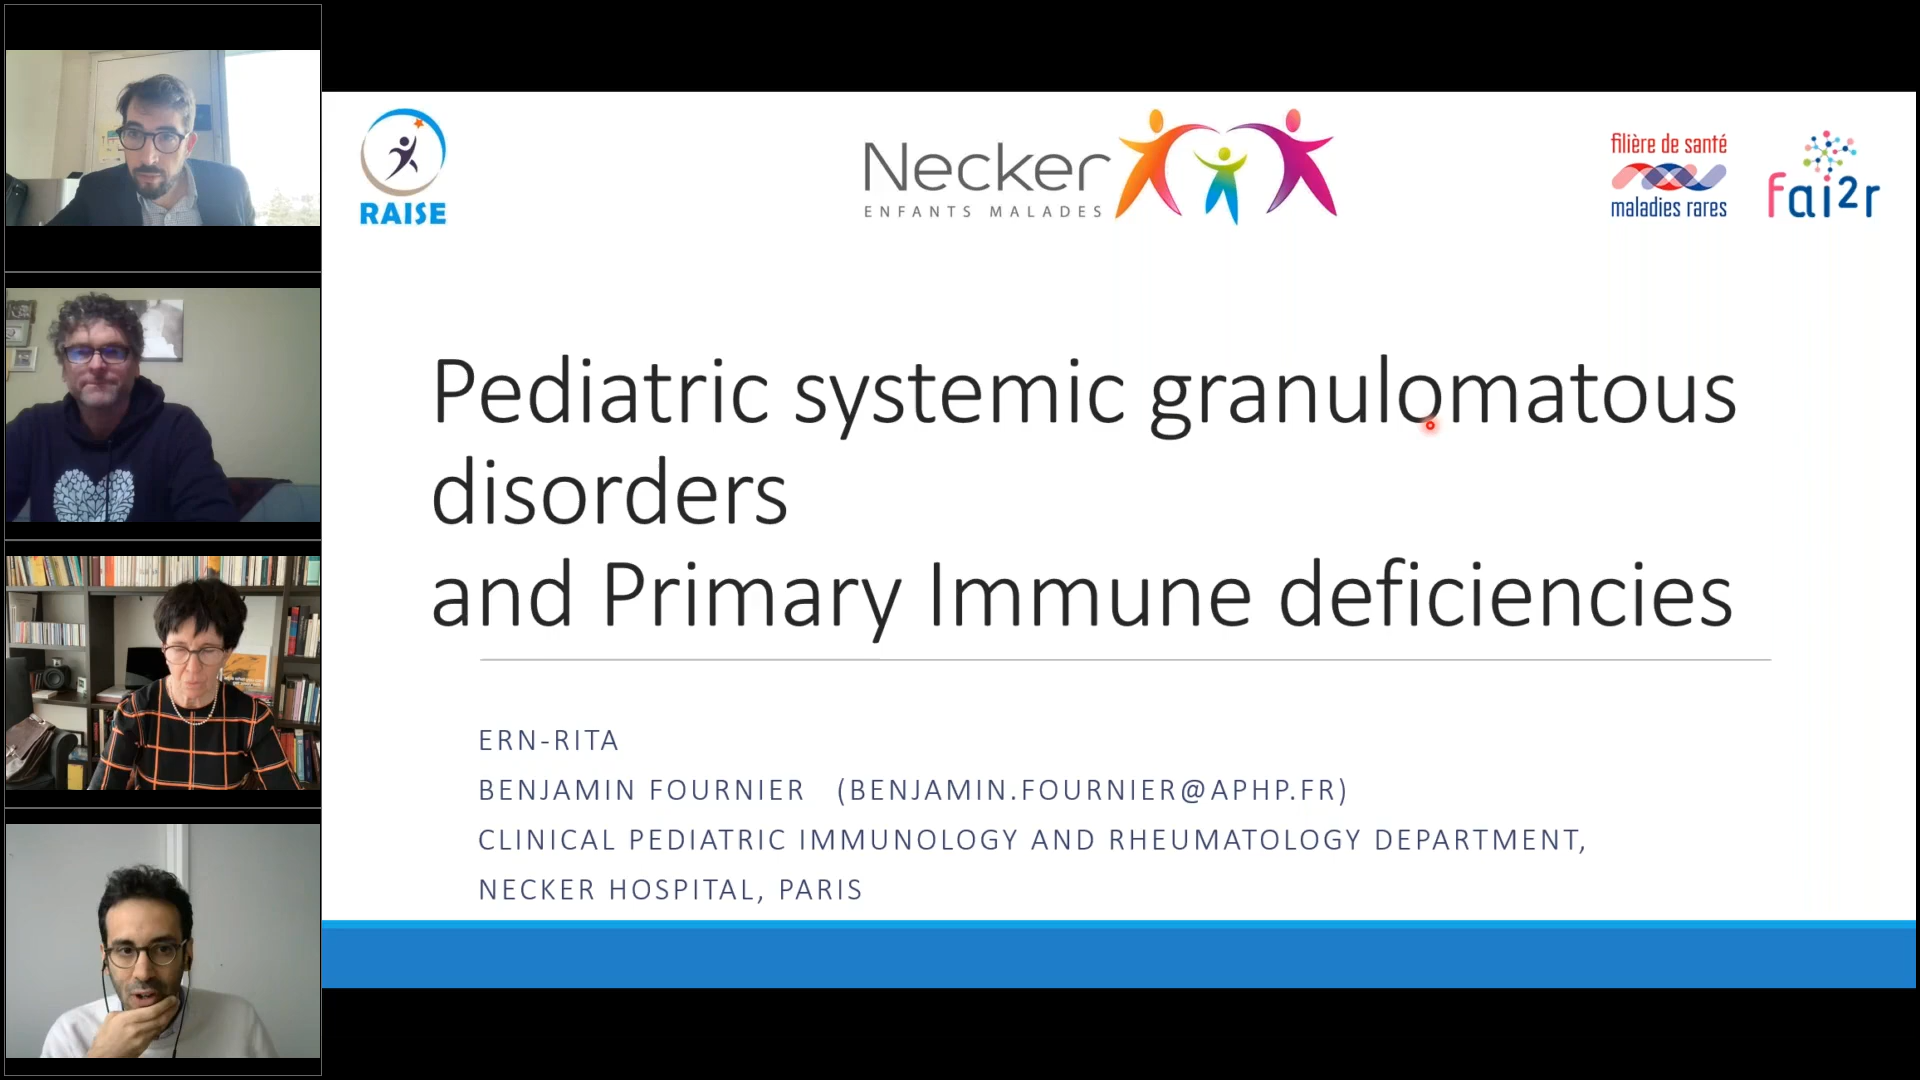 RAISE
Necker
ENFANTS MALADES
filière de santé
maladies rares
fai2r
Pediatric systemic granulomatous
disorders
and Primary Immune deficiencies
ERN-RITA
BENJAMIN FOURNIER (BENJAMIN.FOURNIER@APHP.FR)
CLINICAL PEDIATRIC IMMUNOLOGY AND RHEUMATOLOGY DEPARTMENT,
NECKER HOSPITAL, PARIS